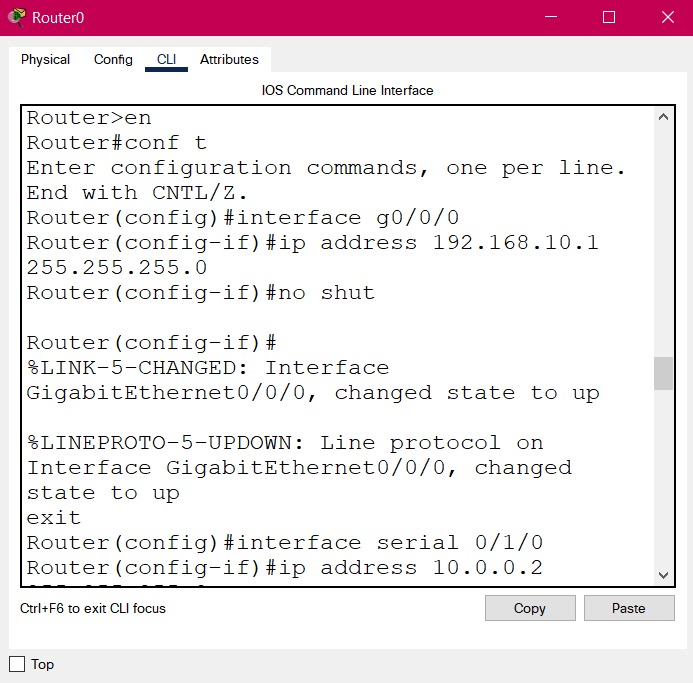 Router0
Physical Config CLI Attributes
IOS Command Line Interface
Router>en
Router#conf t
Enter configuration commands, one per line.
End with CNTL/Z.
Router(config)#interface g0/0/0
Router(config-if)#ip address 192.168.10.1
255.255.255.0
Router(config-if)#no shut
Router(config-if)#
%LINK-5-CHANGED: Interface
GigabitEthernet0/0/0, changed state to up
%LINEPROTO-5-UPDOWN: Line protocol on
Interface GigabitEthernet0/0/0, changed
state to up
exit
Router(config)#interface serial 0/1/0
Router(config-if)#ip address 10.0.0.2
Ctrl+F6 to exit CLI focus
Copy Paste
Top